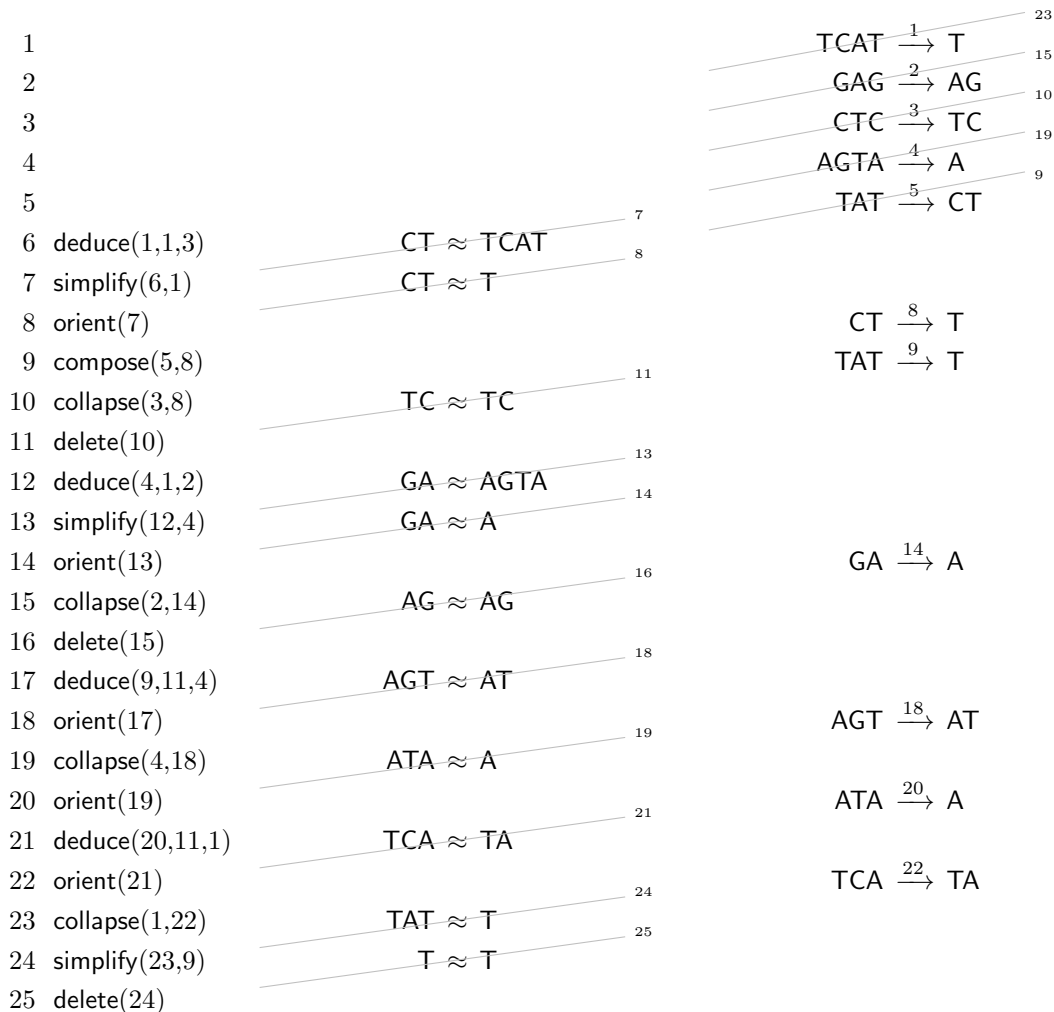 23
1 TCAT 1⟶ T
15
2 GAG 2⟶ AG
10
3 CTC 3⟶ TC
19
4 AGTA 4⟶ A
9
5 TAT 5⟶ CT
7
6 deduce(1,1,3) CT ≈ TCAT
8
7 simplify(6,1) CT ≈ T
8 orient(7) CT 8⟶ T
9 compose(5,8) TAT 9⟶ T
11
10 collapse(3,8) TC ≈ TC
11 delete(10)
13
12 deduce(4,1,2) GA ≈ AGTA
14
13 simplify(12,4) GA ≈ A
14 orient(13) GA 14⟶ A
16
15 collapse(2,14) AG ≈ AG
16 delete(15)
18
17 deduce(9,11,4) AGT ≈ AT
18 orient(17) AGT 18⟶ AT
19
19 collapse(4,18) ATA ≈ A
20 orient(19) ATA 20⟶ A
21
21 deduce(20,11,1) TCA ≈ TA
22 orient(21) TCA 22⟶ TA
24
23 collapse(1,22) TAT ≈ T
25
24 simplify(23,9) T ≈ T
25 delete(24)